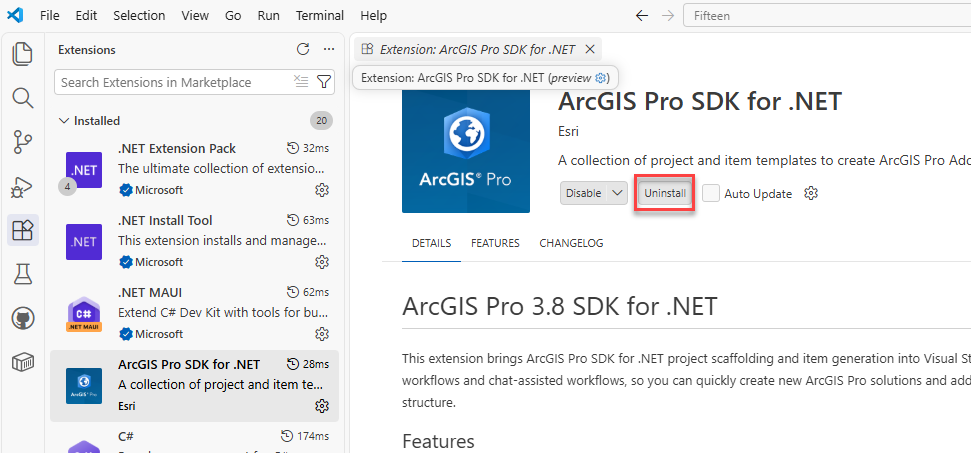 File Edit Selection View Go Run Terminal Help Fifteen
Extensions
Extension: ArcGIS Pro SDK for .NET
Extension: ArcGIS Pro SDK for .NET (preview )
Search Extensions in Marketplace
Installed 20
.NET Extension Pack 32ms
The ultimate collection of extensio...
Microsoft
.NET
4
.NET Install Tool 63ms
This extension installs and manage...
Microsoft
.NET
.NET MAUI 62ms
Extend C# Dev Kit with tools for bu...
Microsoft
C#
.NET MAUI
ArcGIS Pro SDK for .NET 28ms
A collection of project and item te...
Esri
ArcGIS Pro
C# 174ms
ArcGIS® Pro
ArcGIS Pro SDK for .NET
Esri
A collection of project and item templates to create ArcGIS Pro Add
Disable Uninstall Auto Update
DETAILS FEATURES CHANGELOG
ArcGIS Pro 3.8 SDK for .NET
This extension brings ArcGIS Pro SDK for .NET project scaffolding and item generation into Visual St
workflows and chat-assisted workflows, so you can quickly create new ArcGIS Pro solutions and add
structure.
Features